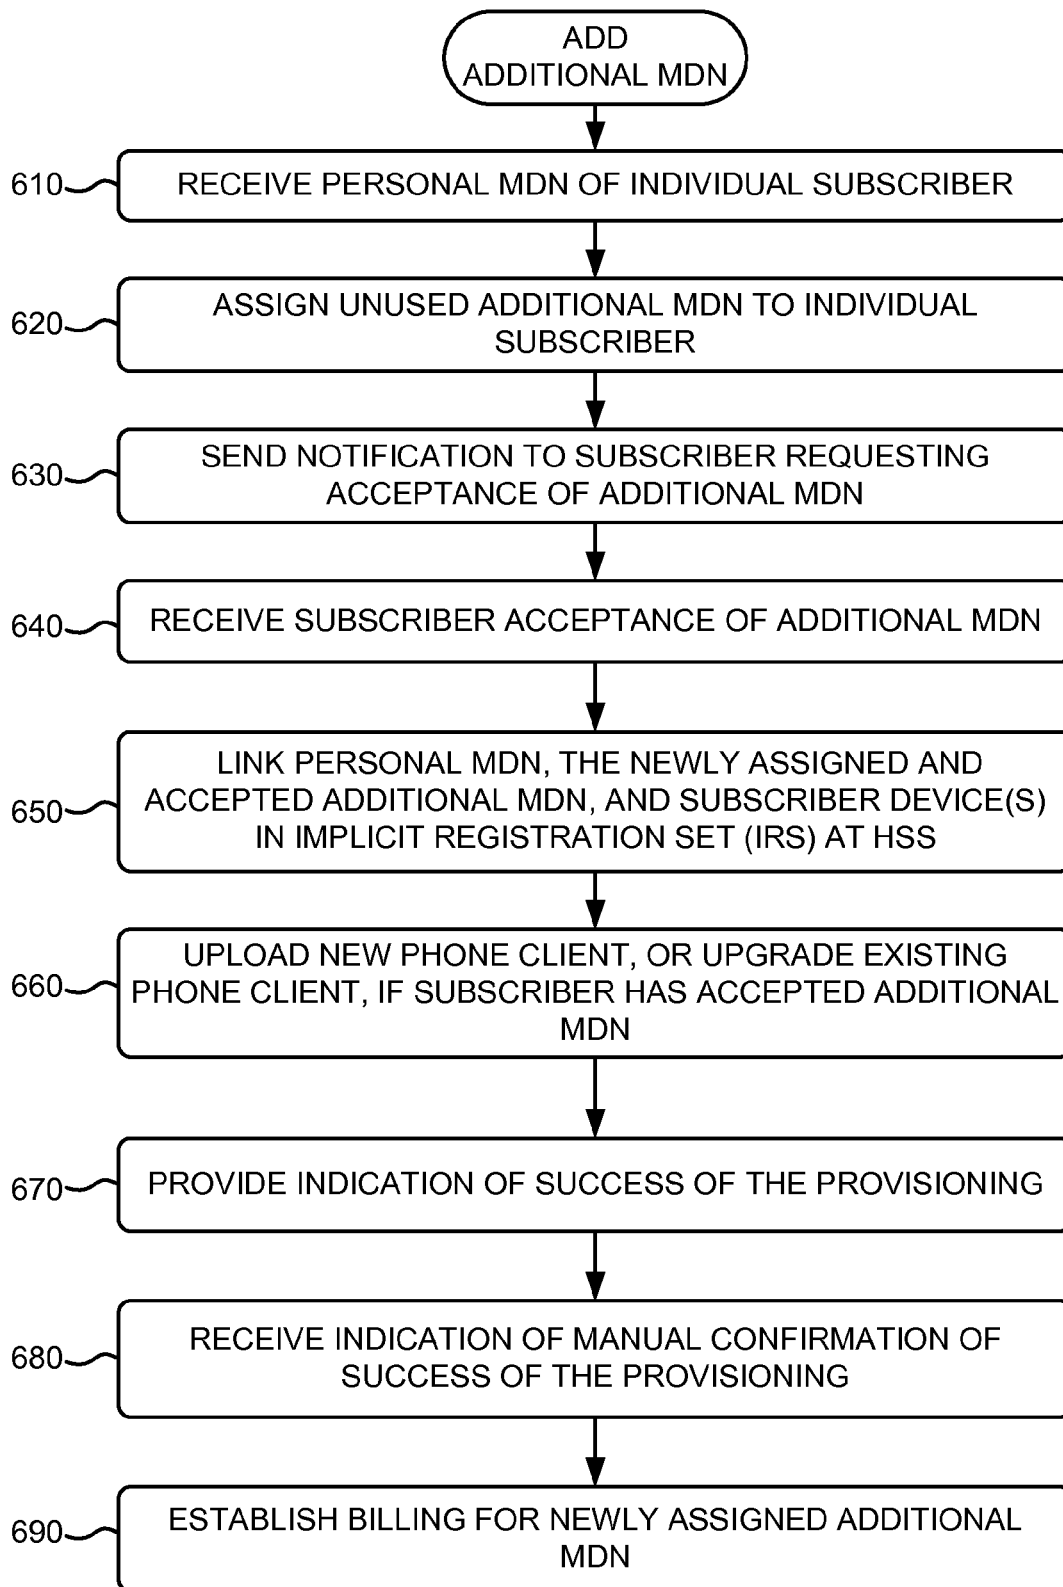 ADD
ADDITIONAL MDN
610
RECEIVE PERSONAL MDN OF INDIVIDUAL SUBSCRIBER
620
ASSIGN UNUSED ADDITIONAL MDN TO INDIVIDUAL
SUBSCRIBER
630
SEND NOTIFICATION TO SUBSCRIBER REQUESTING
ACCEPTANCE OF ADDITIONAL MDN
640
RECEIVE SUBSCRIBER ACCEPTANCE OF ADDITIONAL MDN
650
LINK PERSONAL MDN, THE NEWLY ASSIGNED AND
ACCEPTED ADDITIONAL MDN, AND SUBSCRIBER DEVICE(S)
IN IMPLICIT REGISTRATION SET (IRS) AT HSS
660
UPLOAD NEW PHONE CLIENT, OR UPGRADE EXISTING
PHONE CLIENT, IF SUBSCRIBER HAS ACCEPTED ADDITIONAL
MDN
670
PROVIDE INDICATION OF SUCCESS OF THE PROVISIONING
680
RECEIVE INDICATION OF MANUAL CONFIRMATION OF
SUCCESS OF THE PROVISIONING
690
ESTABLISH BILLING FOR NEWLY ASSIGNED ADDITIONAL
MDN